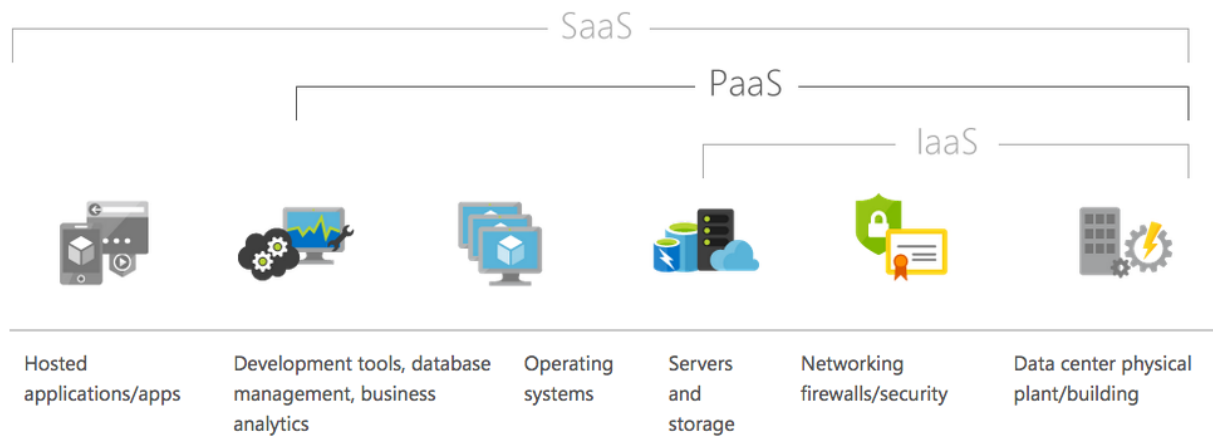 SaaS
PaaS
IaaS
Hosted
applications/apps
Development tools, database
management, business
analytics
Operating
systems
Servers
and
storage
Networking
firewalls/security
Data center physical
plant/building